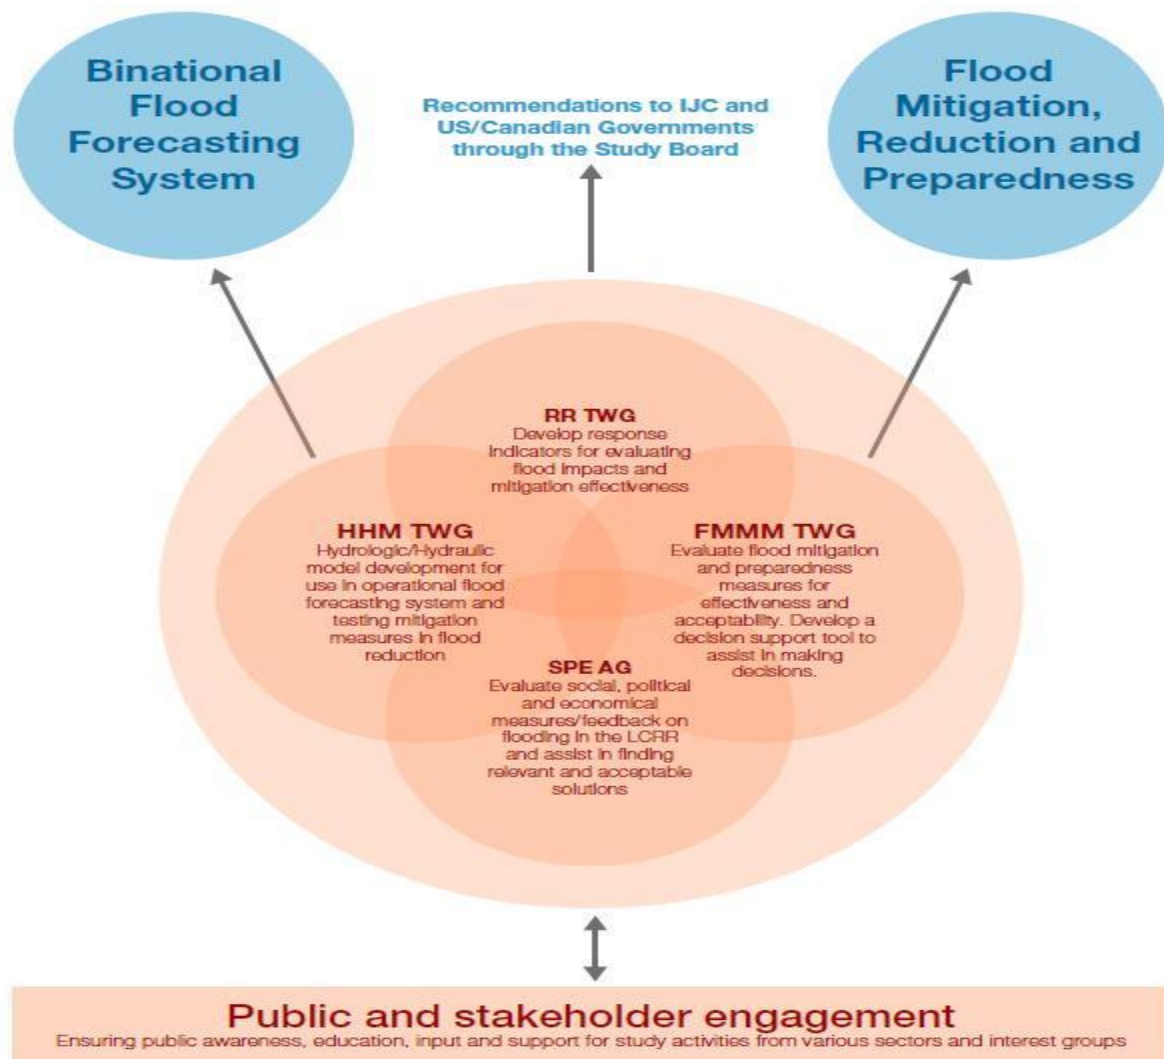 Binational
Flood
Forecasting
System
Recommendations to IJC and
US/Canadian Governments
through the Study Board
Flood
Mitigation,
Reduction and
Preparedness
RR TWG
Develop response
indicators for evaluating
flood impacts and
mitigation effectiveness
HHM TWG
Hydrologic/Hydraulic
model development for
use in operational flood
forecasting system and
testing mitigation
measures in flood
reduction
FMMM TWG
Evaluate flood mitigation
and preparedness
measures for
effectiveness and
acceptability. Develop a
decision support tool to
assist in making
decisions.
SPE AG
Evaluate social, political
and economical
measures/feedback on
flooding in the LCRR
and assist in finding
relevant and acceptable
solutions
Public and stakeholder engagement
Ensuring public awareness, education, input and support for study activities from various sectors and interest groups